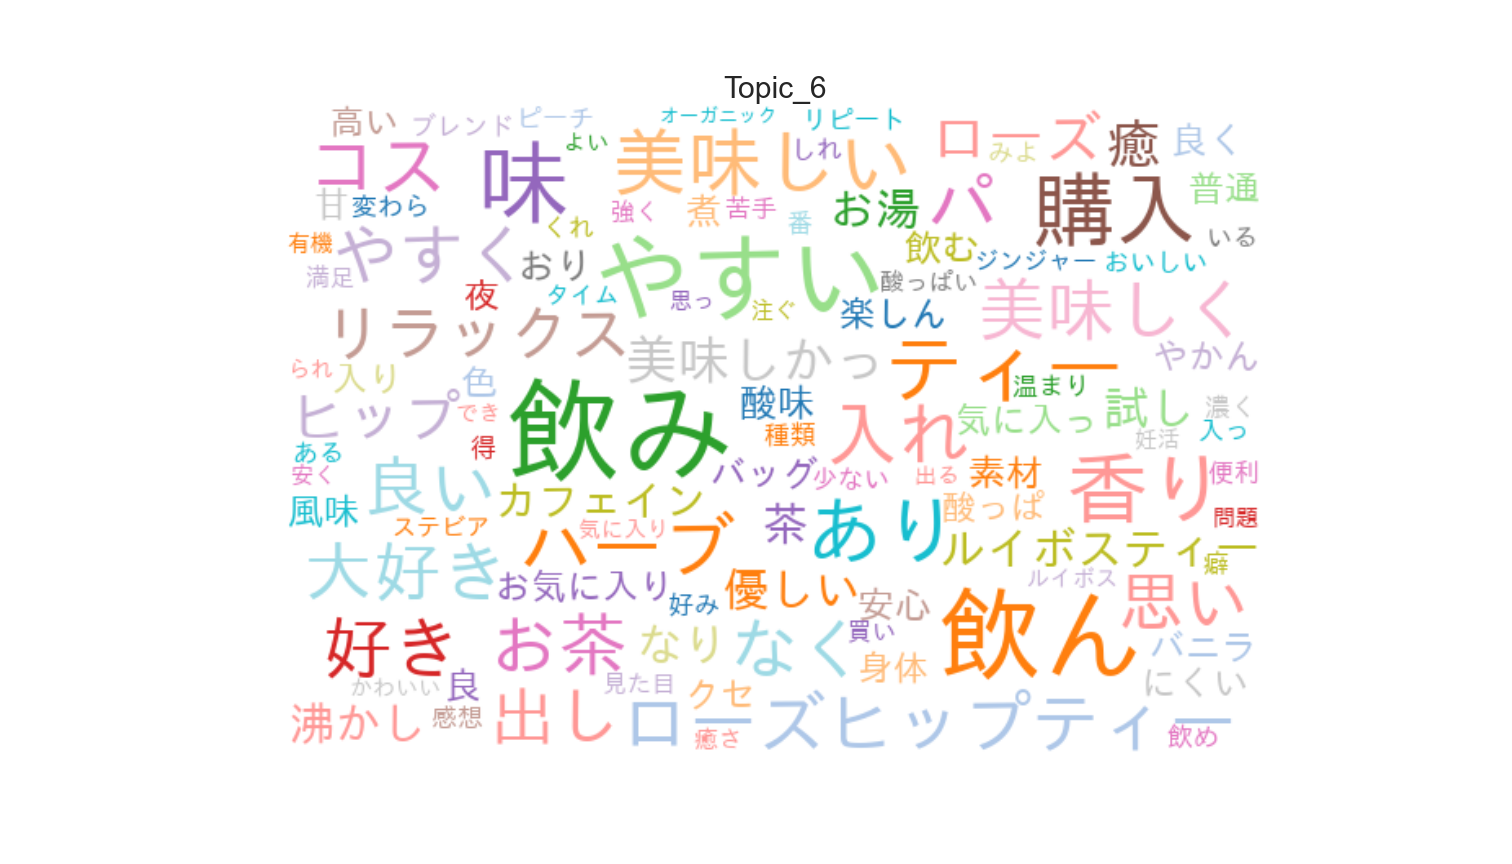 Topic_6
高い
ブレンド
ピーチ
オーガニック
リピート
ローズ
みよ
癒
良く
コス
味
よい
美味しい
しれ
パ
購入
普通
甘
変わら
くれ
強く
煮
苦手
番
お湯
いる
有機
やすく
おり
やすい
飲む
ジンジャー
おいしい
満足
夜
タイム
思っ
注ぐ
酸っぱい
楽しん
美味しく
リラックス
美味しかっ
ティー
やかん
られ
入り
色
温まり
ヒップ
でき
飲み
酸味
種類
入れ
気に入っ
試し
濃く
妊活
入っ
得
ある
安く
良い
バッグ
少ない
出る
素材
香り
便利
風味
カフェイン
ステビア
気に入り
ハーブ
茶
あり
酸っぱ
問題
ルイボスティー
癖
大好き
お気に入り
好み
優しい
安心
ルイボス
思い
好き
お茶
なり
なく
買い
身体
飲ん
バニラ
かわいい
良
見た目
クセ
にくい
沸かし
感想
出し
ローズヒップティー
癒さ
飲め